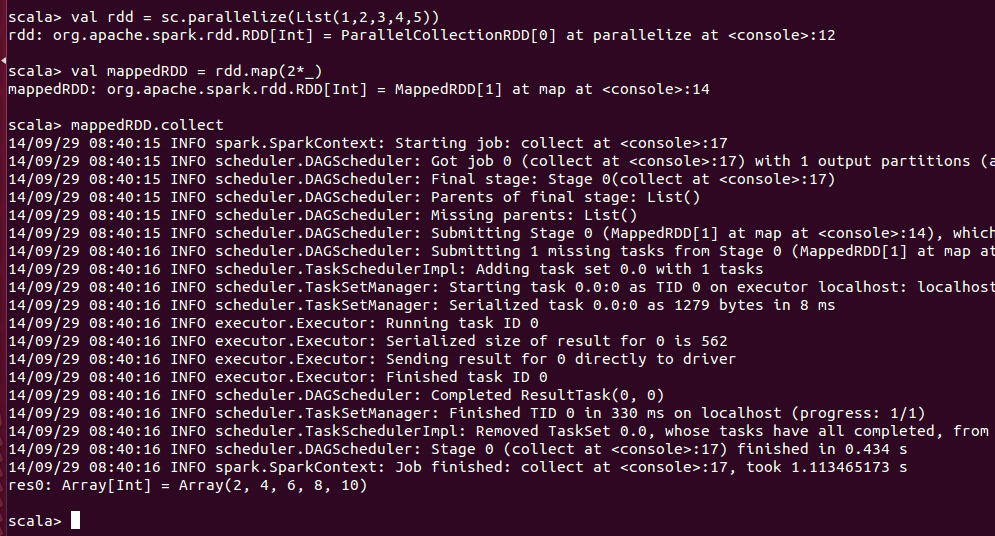 scala> val rdd = sc.parallelize(List(1,2,3,4,5))
rdd: org.apache.spark.rdd.RDD[Int] = ParallelCollectionRDD[0] at parallelize at <console>:12
scala> val mappedRDD = rdd.map(2*_)
mappedRDD: org.apache.spark.rdd.RDD[Int] = MappedRDD[1] at map at <console>:14
scala> mappedRDD.collect
14/09/29 08:40:15 INFO spark.SparkContext: Starting job: collect at <console>:17
14/09/29 08:40:15 INFO scheduler.DAGScheduler: Got job 0 (collect at <console>:17) with 1 output partitions (a
14/09/29 08:40:15 INFO scheduler.DAGScheduler: Final stage: Stage 0(collect at <console>:17)
14/09/29 08:40:15 INFO scheduler.DAGScheduler: Parents of final stage: List()
14/09/29 08:40:15 INFO scheduler.DAGScheduler: Missing parents: List()
14/09/29 08:40:15 INFO scheduler.DAGScheduler: Submitting Stage 0 (MappedRDD[1] at map at <console>:14), which
14/09/29 08:40:16 INFO scheduler.DAGScheduler: Submitting 1 missing tasks from Stage 0 (MappedRDD[1] at map at
14/09/29 08:40:16 INFO scheduler.TaskSchedulerImpl: Adding task set 0.0 with 1 tasks
14/09/29 08:40:16 INFO scheduler.TaskSetManager: Starting task 0.0:0 as TID 0 on executor localhost: localhost
14/09/29 08:40:16 INFO scheduler.TaskSetManager: Serialized task 0.0:0 as 1279 bytes in 8 ms
14/09/29 08:40:16 INFO executor.Executor: Running task ID 0
14/09/29 08:40:16 INFO executor.Executor: Serialized size of result for 0 is 562
14/09/29 08:40:16 INFO executor.Executor: Sending result for 0 directly to driver
14/09/29 08:40:16 INFO executor.Executor: Finished task ID 0
14/09/29 08:40:16 INFO scheduler.DAGScheduler: Completed ResultTask(0, 0)
14/09/29 08:40:16 INFO scheduler.TaskSetManager: Finished TID 0 in 330 ms on localhost (progress: 1/1)
14/09/29 08:40:16 INFO scheduler.TaskSchedulerImpl: Removed TaskSet 0.0, whose tasks have all completed, from
14/09/29 08:40:16 INFO scheduler.DAGScheduler: Stage 0 (collect at <console>:17) finished in 0.434 s
14/09/29 08:40:16 INFO spark.SparkContext: Job finished: collect at <console>:17, took 1.113465173 s
res0: Array[Int] = Array(2, 4, 6, 8, 10)
scala>